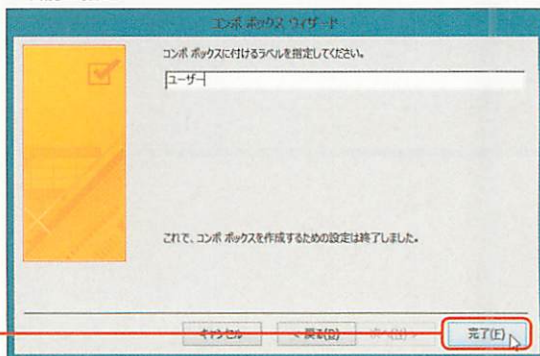 コンボ ボックス ウィザード
コンボ ボックスに付けるラベルを指定してください。
ユーザー
これで、コンボ ボックスを作成するための設定は終了しました。
キャンセル
< 戻る(B)
次へ(N) >
完了(F)